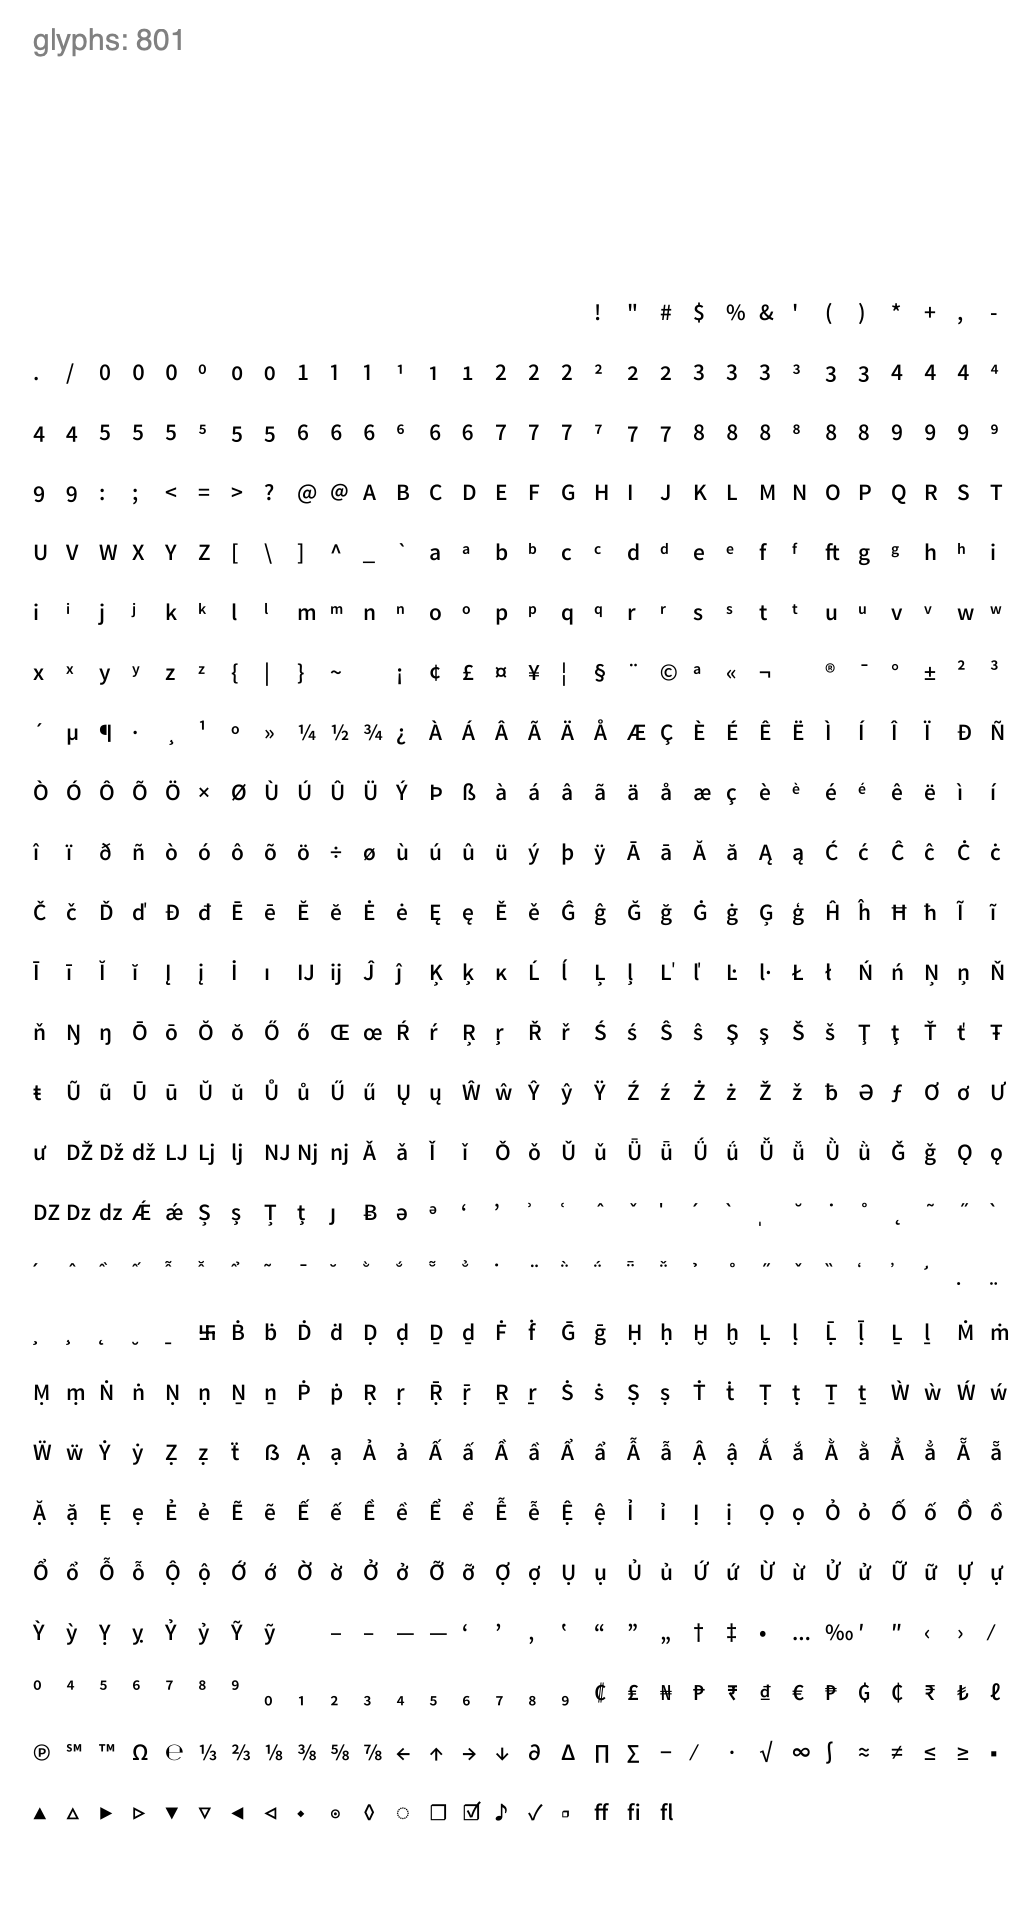 glyphs: 801
! " # $ % & ' ( ) * + , -
. / 0 0 0 ⁰ 0 0 1 1 1 ¹ 1 1 2 2 2 ² 2 2 3 3 3 ³ 3 3 4 4 4 ⁴
4 4 5 5 5 ⁵ 5 5 6 6 6 ⁶ 6 6 7 7 7 ⁷ 7 7 8 8 8 ⁸ 8 8 9 9 9 ⁹
9 9 : ; < = > ? @ @ A B C D E F G H I J K L M N O P Q R S T
U V W X Y Z [ \ ] ^ _ ` a ᵃ b ᵇ c ᶜ d ᵈ e ᵉ f ᶠ ft g ᵍ h ʰ i
i ⁱ j ʲ k ᵏ l ˡ m ᵐ n ⁿ o ᵒ p ᵖ q 𐞥 r ʳ s ˢ t ᵗ u ᵘ v ᵛ w ʷ
x ˣ y ʸ z ᶻ { | } ~ ¡ ¢ £ ¤ ¥ ¦ § ¨ © ª « ¬ ® ¯ ° ± ² ³
´ µ ¶ · ¸ ¹ º » ¼ ½ ¾ ¿ À Á Â Ã Ä Å Æ Ç È É Ê Ë Ì Í Î Ï Ð Ñ
Ò Ó Ô Õ Ö × Ø Ù Ú Û Ü Ý Þ ß à á â ã ä å æ ç è ᵉ̀ é ᵉ́ ê ë ì í
î ï ð ñ ò ó ô õ ö ÷ ø ù ú û ü ý þ ÿ Ā ā Ă ă Ą ą Ć ć Ĉ ĉ Ċ ċ
Č č Ď ď Đ đ Ē ē Ĕ ĕ Ė ė Ę ę Ě ě Ĝ ĝ Ğ ğ Ġ ġ Ģ ģ Ĥ ĥ Ħ ħ Ĩ ĩ
Ī ī Ĭ ĭ Į į İ ı Ĳ ĳ Ĵ ĵ Ķ ķ ĸ Ĺ ĺ Ļ ļ Ľ ľ Ŀ ŀ Ł ł Ń ń Ņ ņ Ň
ň Ŋ ŋ Ō ō Ŏ ŏ Ő ő Œ œ Ŕ ŕ Ŗ ŗ Ř ř Ś ś Ŝ ŝ Ş ş Š š Ţ ţ Ť ť Ŧ
ŧ Ũ ũ Ū ū Ŭ ŭ Ů ů Ű ű Ų ų Ŵ ŵ Ŷ ŷ Ÿ Ź ź Ż ż Ž ž ƀ Ə ƒ Ơ ơ Ư
ư Ǆ ǅ ǆ Ǉ ǈ ǉ Ǌ ǋ ǌ Ǎ ǎ Ǐ ǐ Ǒ ǒ Ǔ ǔ Ǖ ǖ Ǘ ǘ Ǚ ǚ Ǜ ǜ Ǧ ǧ Ǫ ǫ
Ǳ ǲ ǳ Ǽ ǽ Ș ș Ț ț ȷ Ƀ ə ᵊ ʻ ʼ ʾ ʿ ˆ ˇ ˈ ˊ ˋ ˌ ˘ ˙ ˚ ˛ ˜ ˝ ̀
Ḃ ḃ Ḋ ḋ Ḍ ḍ Ḏ ḏ Ḟ ḟ Ḡ ḡ Ḥ ḥ Ḫ ḫ Ḷ ḷ Ḹ ḹ Ḻ ḻ Ṁ ṁ
Ṃ ṃ Ṅ ṅ Ṇ ṇ Ṉ ṉ Ṗ ṗ Ṛ ṛ Ṝ ṝ Ṟ ṟ Ṡ ṡ Ṣ ṣ Ṫ ṫ Ṭ ṭ Ṯ ṯ Ẁ ẁ Ẃ ẃ
Ẅ ẅ Ẏ ẏ Ẓ ẓ ẗ ẞ Ạ ạ Ả ả Ấ ấ Ầ ầ Ẩ ẩ Ẫ ẫ Ậ ậ Ắ ắ Ằ ằ Ẳ ẳ Ẵ ẵ
Ặ ặ Ẹ ẹ Ẻ ẻ Ẽ ẽ Ế ế Ề ề Ể ể Ễ ễ Ệ ệ Ỉ ỉ Ị ị Ọ ọ Ỏ ỏ Ố ố Ồ ồ
Ổ ổ Ỗ ỗ Ộ ộ Ớ ớ Ờ ờ Ở ở Ỡ ỡ Ợ ợ Ụ ụ Ủ ủ Ứ ứ Ừ ừ Ử ử Ữ ữ Ự ự
Ỳ ỳ Ỵ ỵ Ỷ ỷ Ỹ ỹ ‒ – — ― ‘ ’ ‚ ‛ “ ” „ † ‡ • … ‰ ′ ″ ‹ › ⁄
⁰ ⁴ ⁵ ⁶ ⁷ ⁸ ⁹ ₀ ₁ ₂ ₃ ₄ ₅ ₆ ₇ ₈ ₉ ₡ ₤ ₦ ₱ ₹ ₫ € ₱ ₲ ₵ ₹ ₺ ℓ
℗ ℠ ™ Ω ℮ ⅓ ⅔ ⅛ ⅜ ⅝ ⅞ ← ↑ → ↓ ∂ ∆ ∏ ∑ − ∕ ∙ √ ∞ ∫ ≈ ≠ ≤ ≥ ▪
▲ △ ▶ ▷ ▼ ▽ ◀ ◁ ◆ ◉ ◊ ◌ ❒ ☑ ♪ ✓ ff fi fl